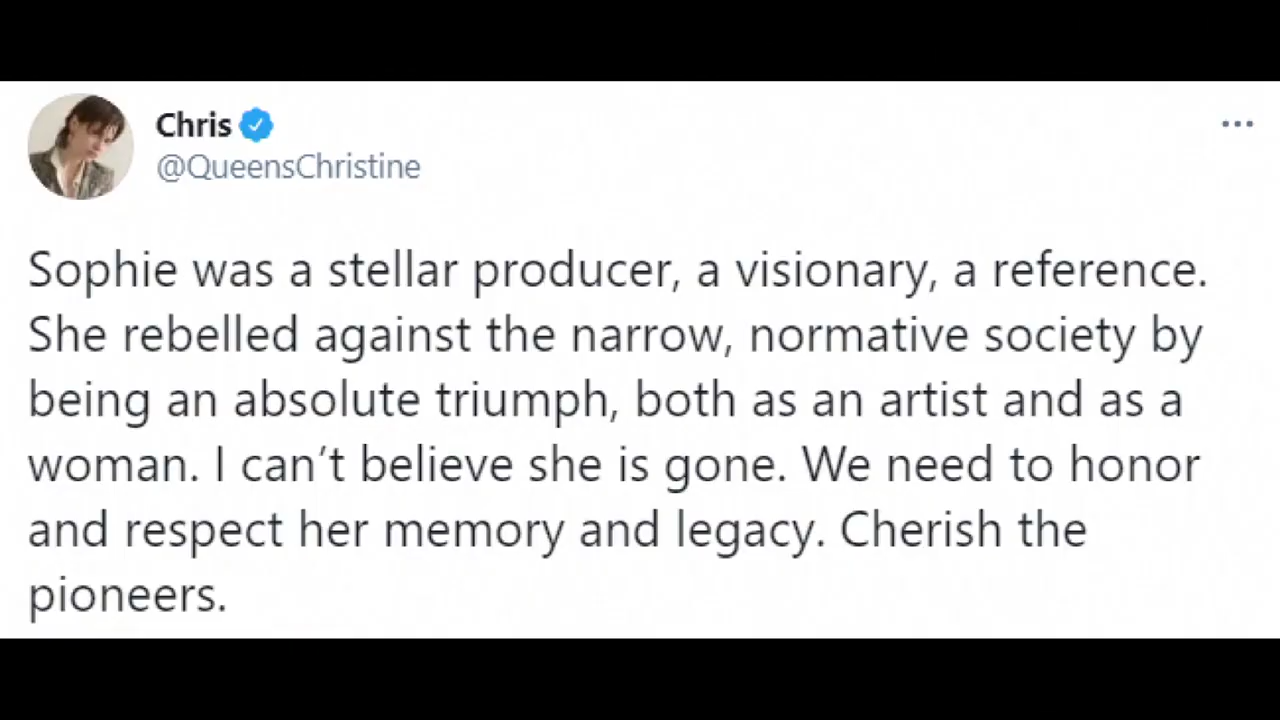 Chris
@QueensChristine
Sophie was a stellar producer, a visionary, a reference.
She rebelled against the narrow, normative society by
being an absolute triumph, both as an artist and as a
woman. I can’t believe she is gone. We need to honor
and respect her memory and legacy. Cherish the
pioneers.